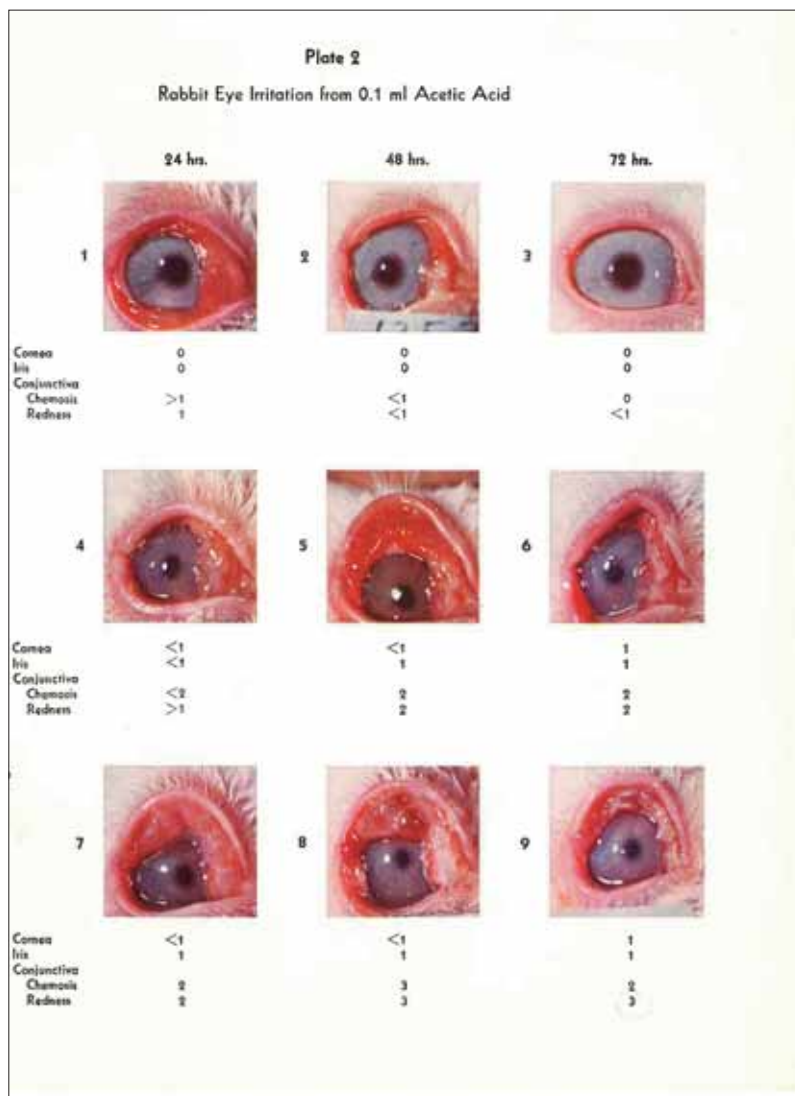 Plate 2
Rabbit Eye Irritation from 0.1 ml Acetic Acid
24 hrs. 48 hrs. 72 hrs.
1 2 3
Cornea 0 0 0
Iris 0 0 0
Conjunctiva
Chemosis >1 <1 0
Redness 1 <1 <1
4 5 6
Cornea <1 <1 1
Iris <1 1 1
Conjunctiva
Chemosis <2 2 2
Redness >1 2 2
7 8 9
Cornea <1 <1 1
Iris 1 1 1
Conjunctiva
Chemosis 2 3 2
Redness 2 3 3